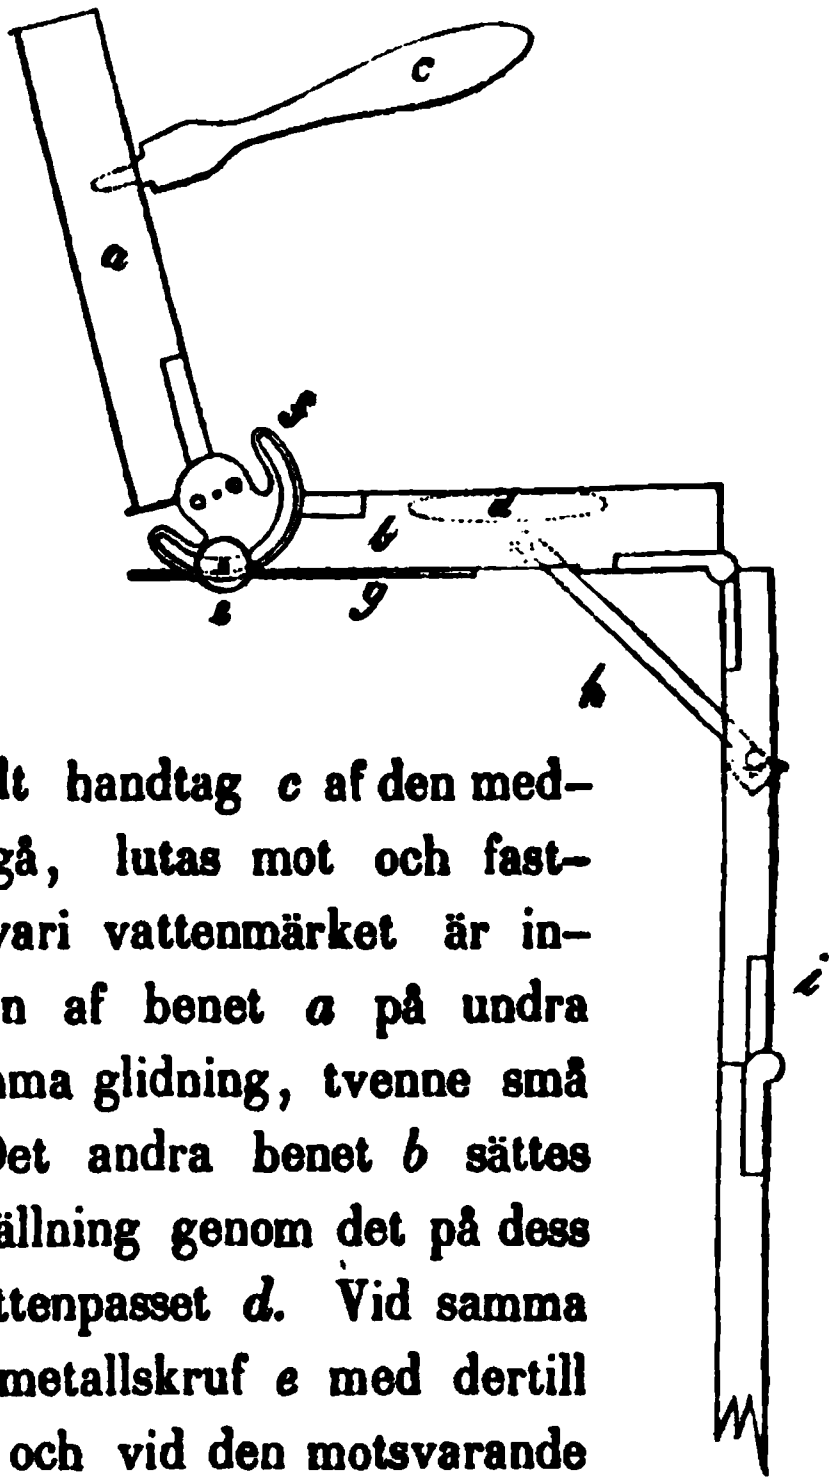 c
a
f
d
b
e
g
h
i
lt handtag c af den med–
gå, lutas mot och fast–
vari vattenmärket är in–
n af benet a på undra
ma glidning, tvenne små
Det andra benet b sättes
ällning genom det på dess
ttenpasset d. Vid samma
metallskruf e med dertill
och vid den motsvarande